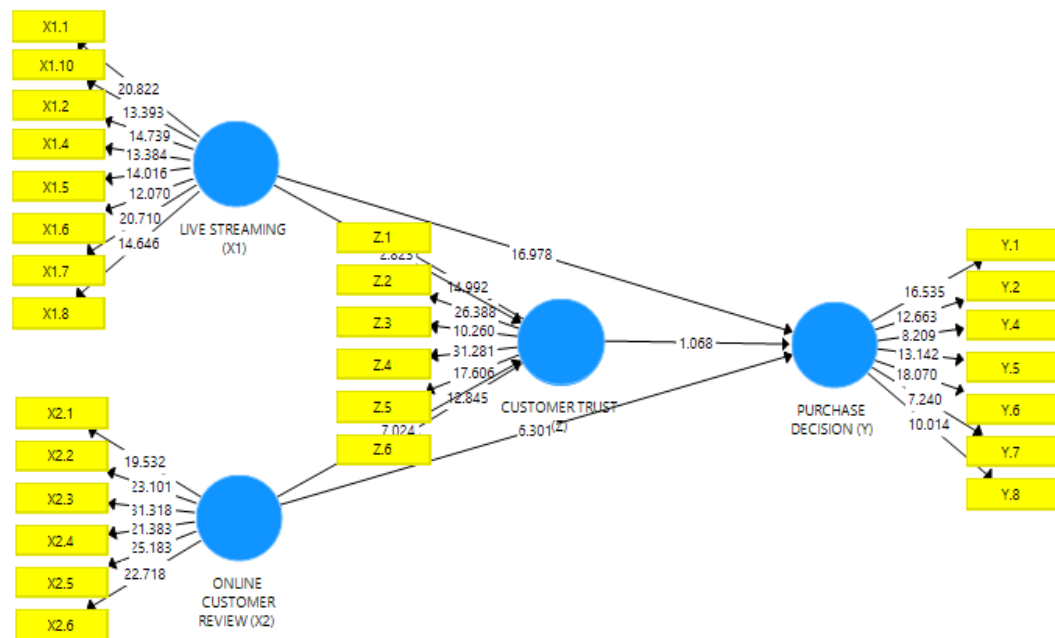 X1.1
X1.10
X1.2
X1.4
X1.5
X1.6
X1.7
X1.8
20.822
13.393
14.739
13.384
14.016
12.070
20.710
14.646
LIVE STREAMING
(X1)
16.978
2.823
Z.1
Z.2
Z.3
Z.4
Z.5
Z.6
14.992
26.388
10.260
31.281
17.606
12.845
7.024
CUSTOMER TRUST
(Z)
1.068
6.301
PURCHASE
DECISION (Y)
16.535
12.663
8.209
13.142
18.070
7.240
10.014
Y.1
Y.2
Y.4
Y.5
Y.6
Y.7
Y.8
X2.1
X2.2
X2.3
X2.4
X2.5
X2.6
19.532
23.101
31.318
21.383
25.183
22.718
ONLINE
CUSTOMER
REVIEW (X2)